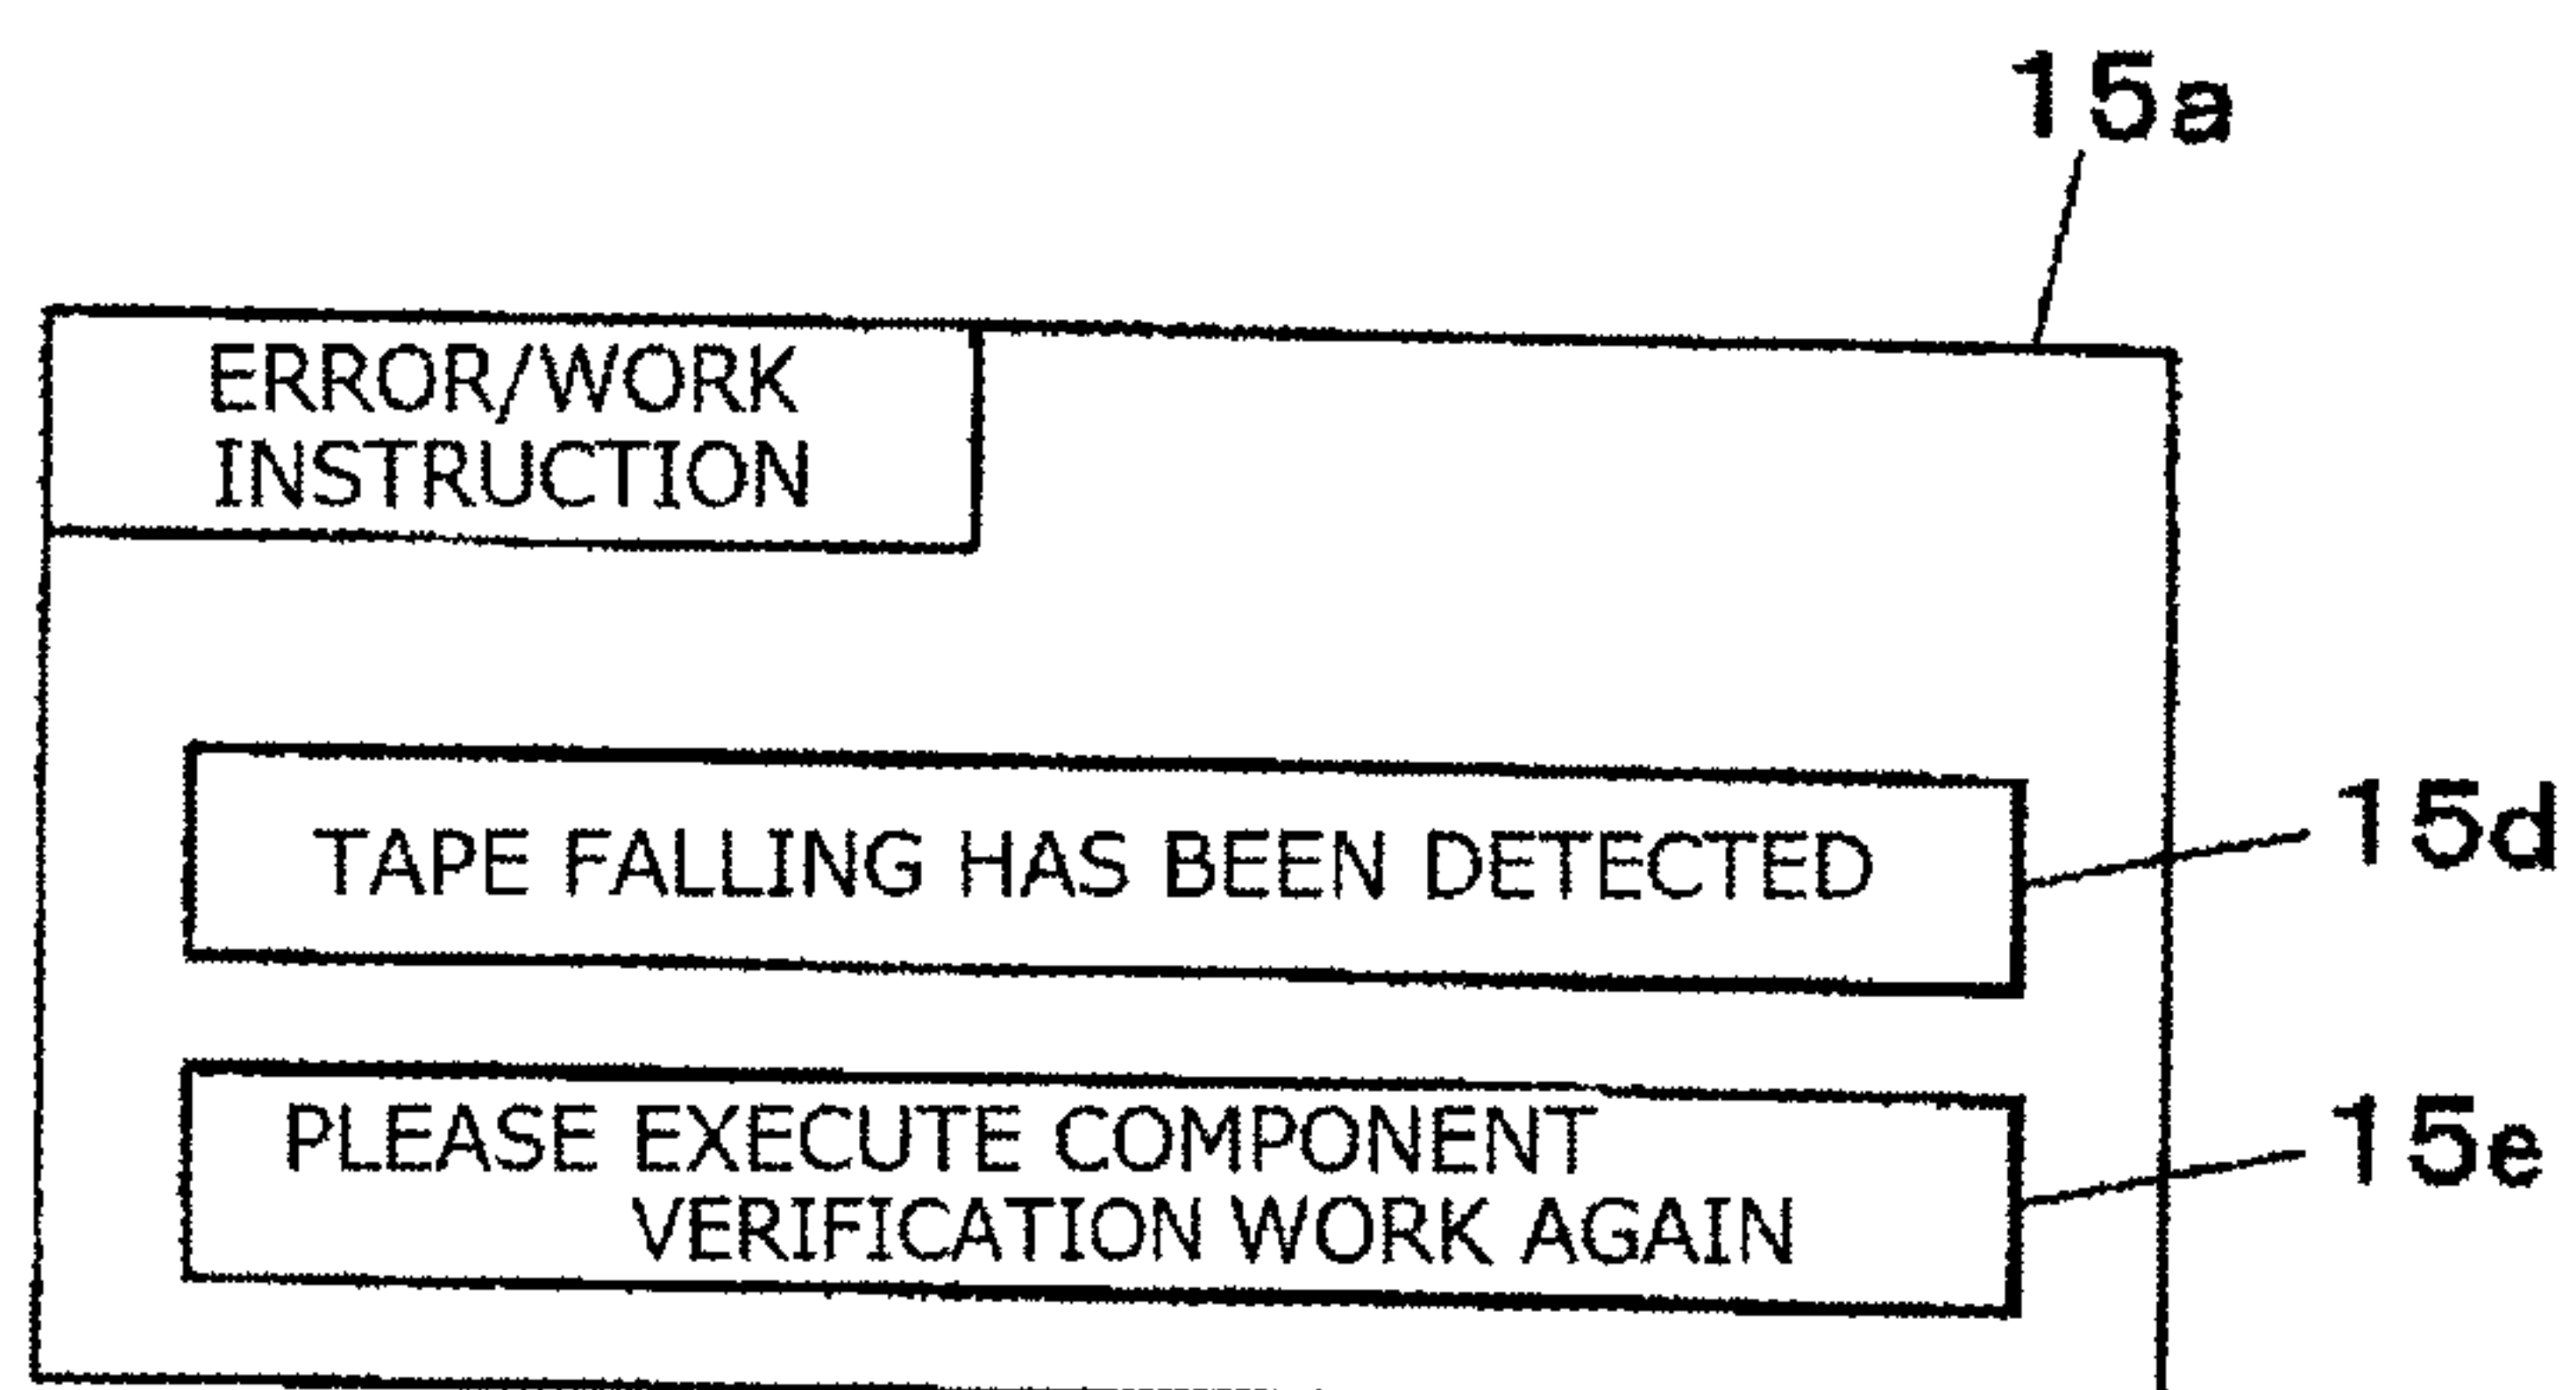 15a
ERROR/WORK
INSTRUCTION
TAPE FALLING HAS BEEN DETECTED
15d
PLEASE EXECUTE COMPONENT
VERIFICATION WORK AGAIN
15e